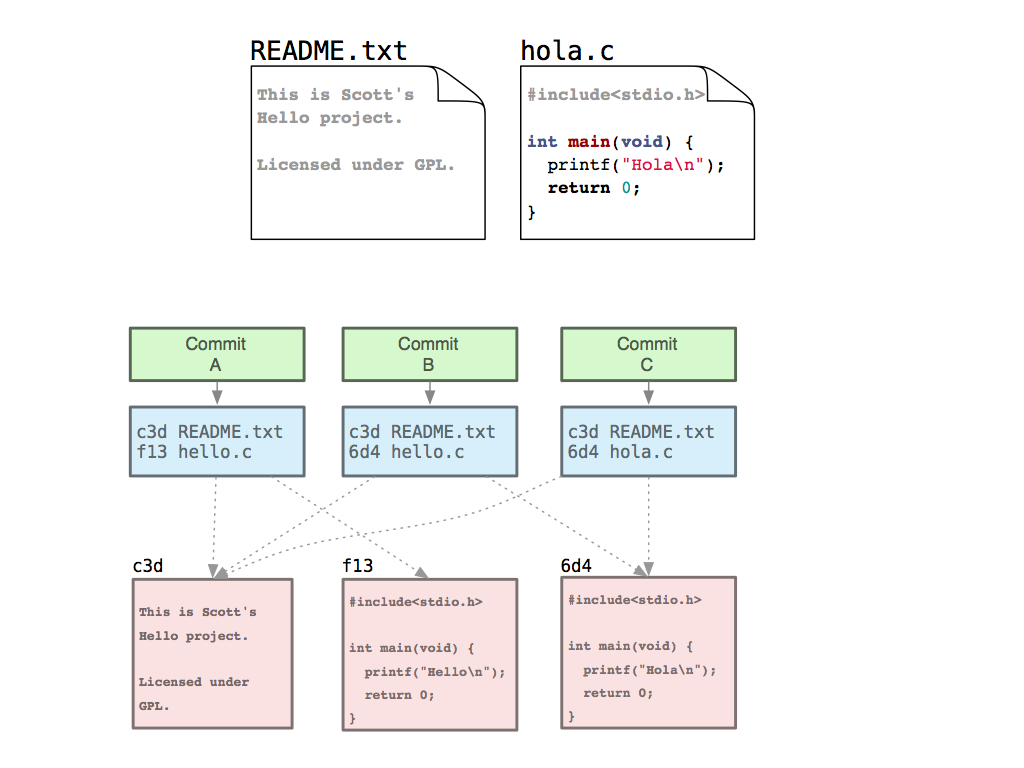 README.txt
This is Scott's
Hello project.
Licensed under GPL.
hola.c
#include<stdio.h>
int main(void) {
printf("Hola\n");
return 0;
}
Commit
A
Commit
B
Commit
C
c3d README.txt
f13 hello.c
c3d README.txt
6d4 hello.c
c3d README.txt
6d4 hola.c
c3d
This is Scott's
Hello project.
Licensed under
GPL.
f13
#include<stdio.h>
int main(void) {
printf("Hello\n");
return 0;
}
6d4
#include<stdio.h>
int main(void) {
printf("Hola\n");
return 0;
}